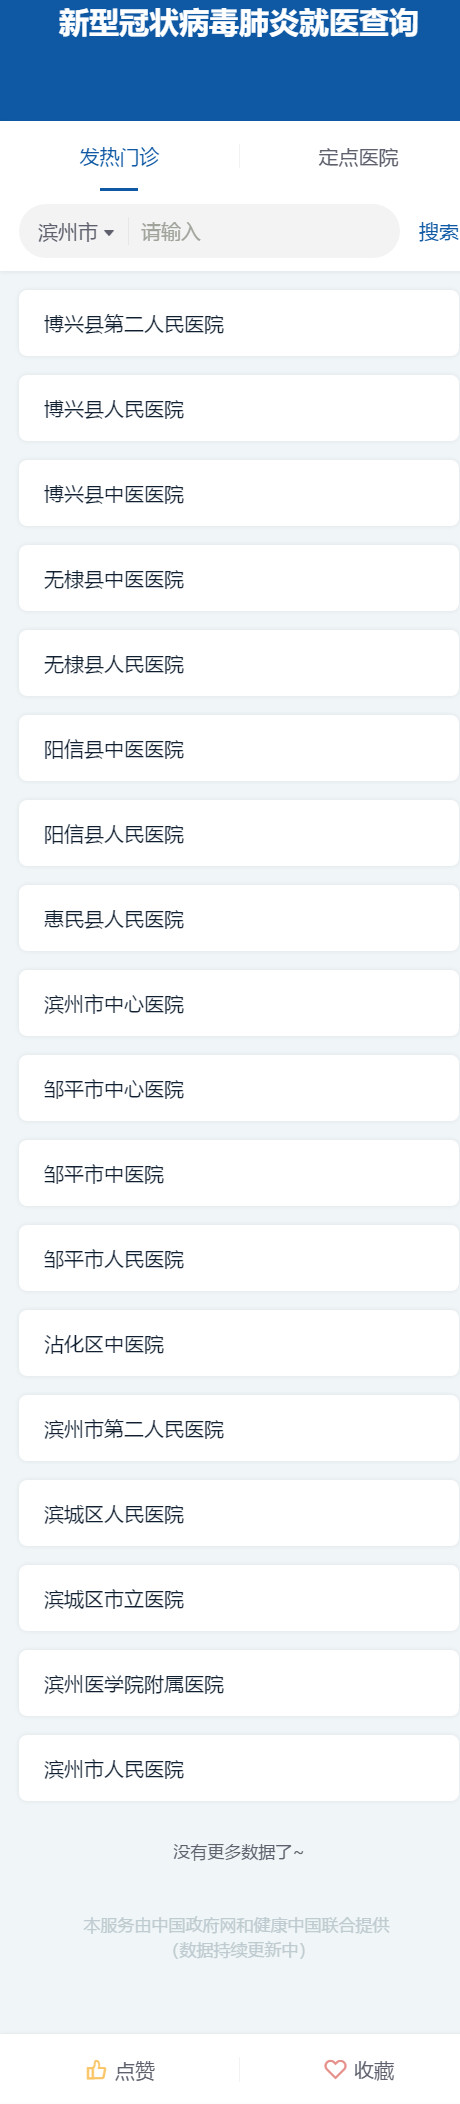 新型冠状病毒肺炎就医查询
发热门诊
定点医院
滨州市 请输入 搜索
博兴县第二人民医院
博兴县人民医院
博兴县中医医院
无棣县中医医院
无棣县人民医院
阳信县中医医院
阳信县人民医院
惠民县人民医院
滨州市中心医院
邹平市中心医院
邹平市中医院
邹平市人民医院
沾化区中医院
滨州市第二人民医院
滨城区人民医院
滨城区市立医院
滨州医学院附属医院
滨州市人民医院
没有更多数据了~
本服务由中国政府网和健康中国联合提供
(数据持续更新中)
点赞
收藏